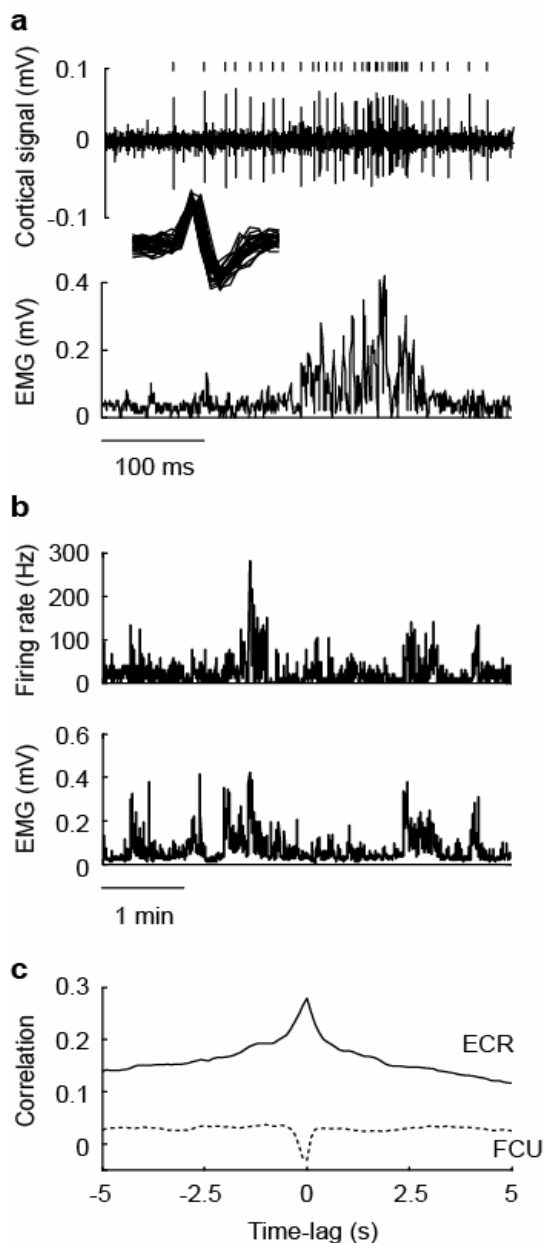 a
Cortical signal (mV)
0.1
0
-0.1
EMG (mV)
0.4
0.2
0
100 ms
b
Firing rate (Hz)
300
200
100
0
EMG (mV)
0.6
0.4
0.2
0
1 min
c
Correlation
0.3
0.2
0.1
0
ECR
FCU
-5 -2.5 0 2.5 5
Time-lag (s)